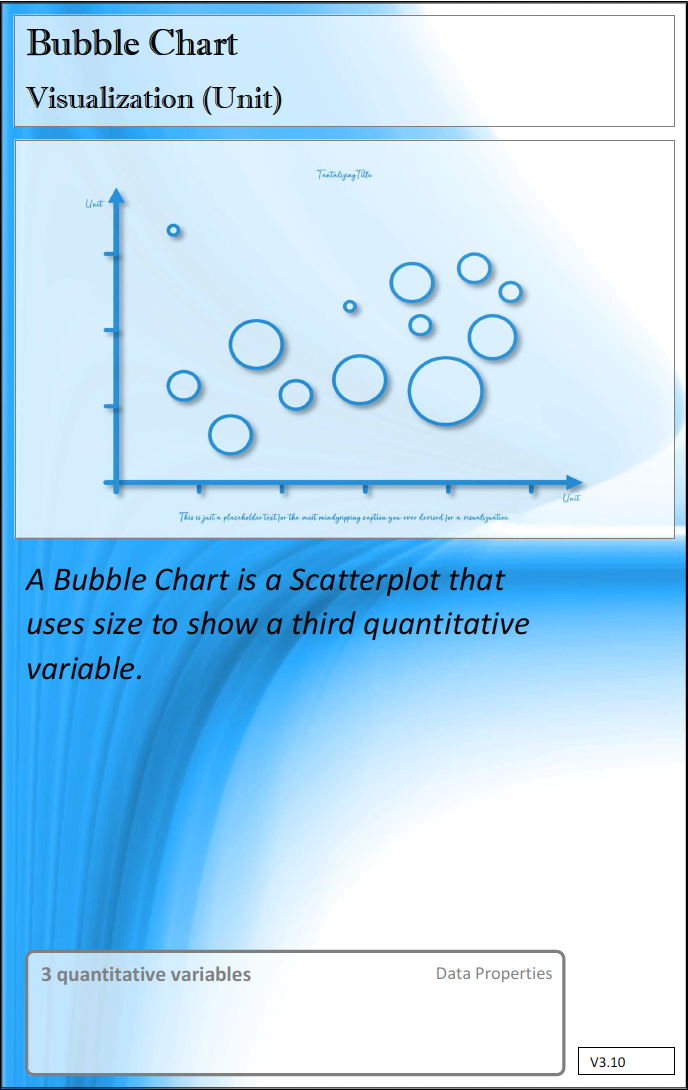 Bubble Chart
Visualization (Unit)
Tantalizing Title
Unit
Unit
This is just a placeholder text for the most mindgripping caption you ever devised for a visualization
A Bubble Chart is a Scatterplot that
uses size to show a third quantitative
variable.
3 quantitative variables
Data Properties
V3.10